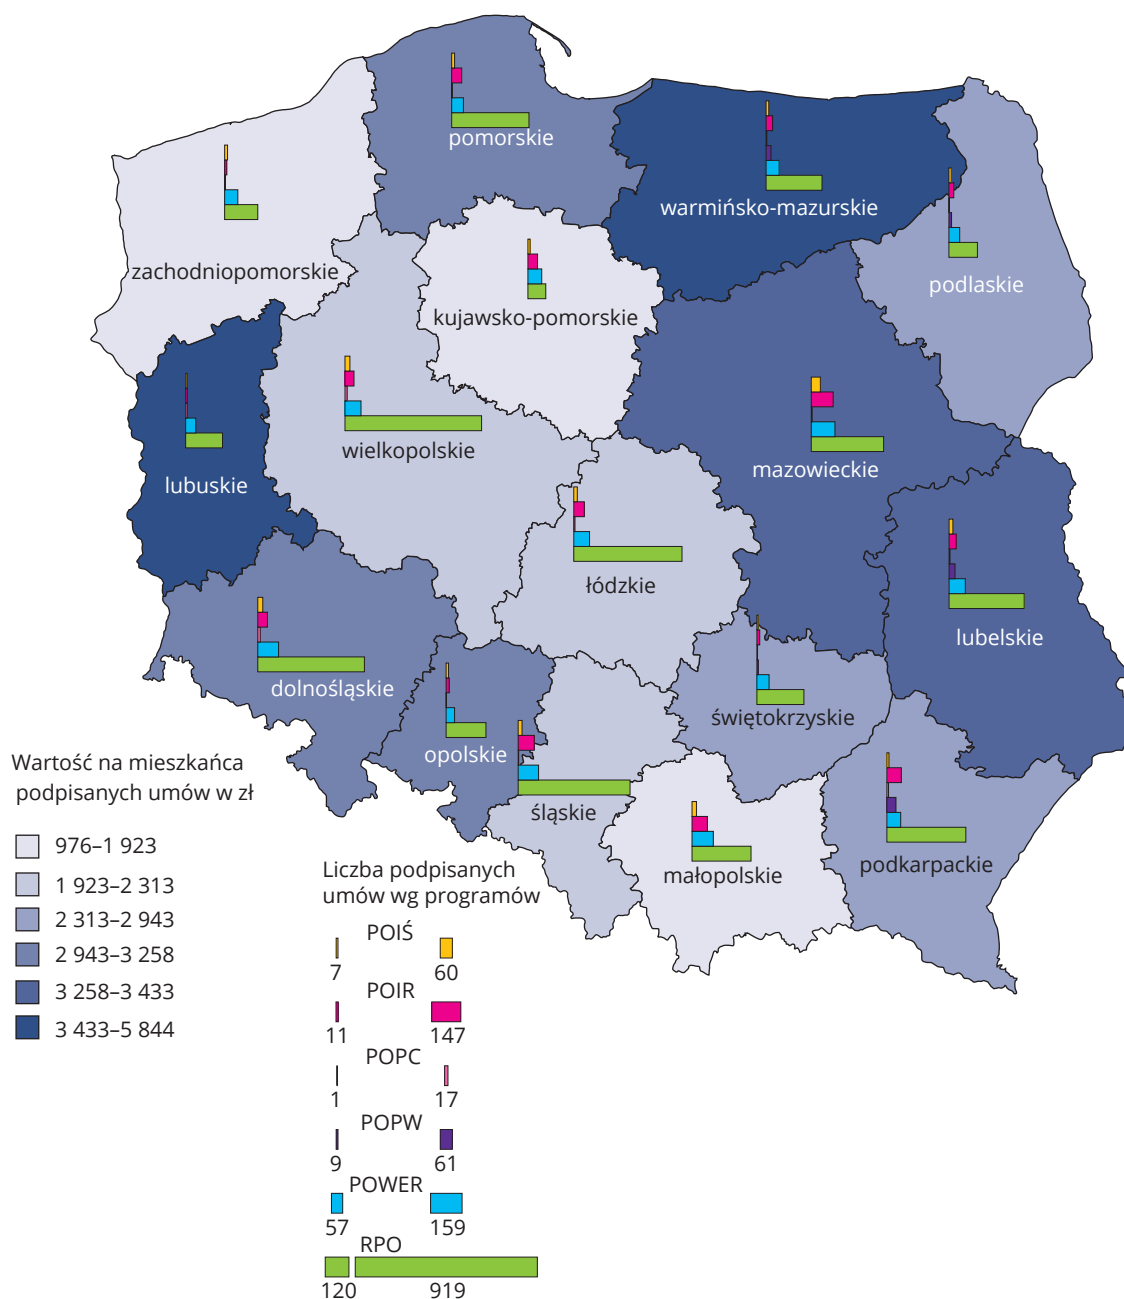 pomorskie
warmińsko-mazurskie
zachodniopomorskie
podlaskie
kujawsko-pomorskie
wielkopolskie
mazowieckie
lubuskie
łódzkie
lubelskie
dolnośląskie
świętokrzyskie
opolskie
śląskie
małopolskie
podkarpackie
Wartość na mieszkańca
podpisanych umów w zł
976–1 923
1 923–2 313
2 313–2 943
2 943–3 258
3 258–3 433
3 433–5 844
Liczba podpisanych
umów wg programów
POIŚ
7 60
POIR
11 147
POPC
1 17
POPW
9 61
POWER
57 159
RPO
120 919